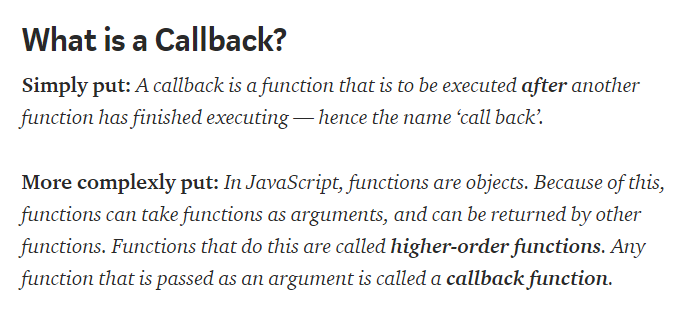 What is a Callback?
Simply put: A callback is a function that is to be executed after another
function has finished executing — hence the name ‘call back’.
More complexly put: In JavaScript, functions are objects. Because of this,
functions can take functions as arguments, and can be returned by other
functions. Functions that do this are called higher-order functions. Any
function that is passed as an argument is called a callback function.